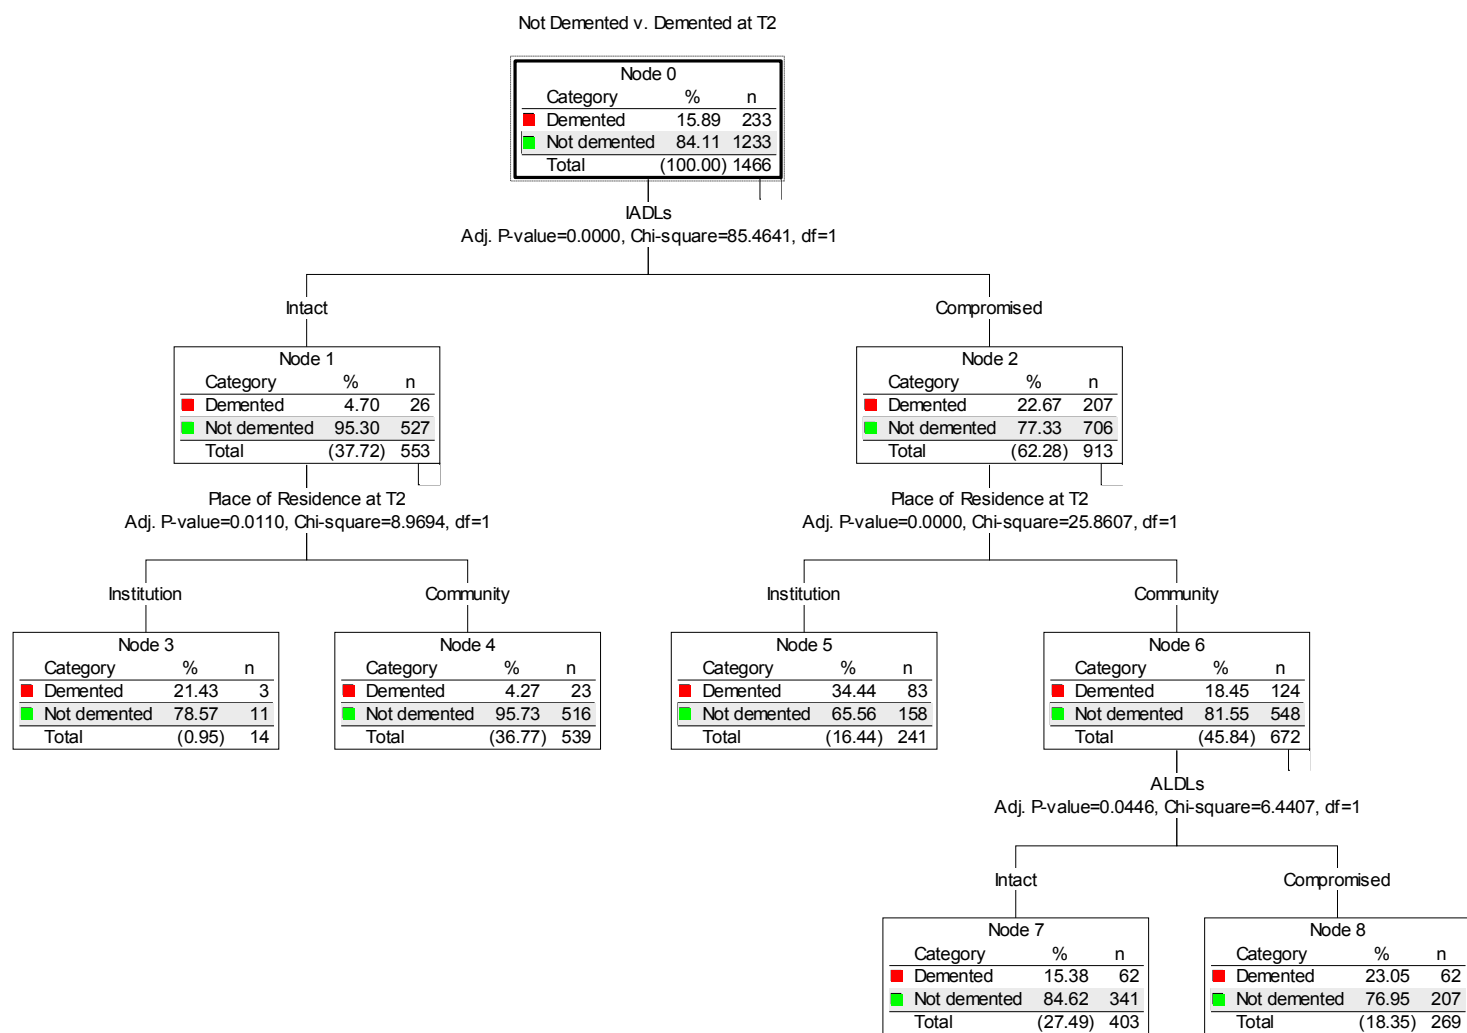 Not Demented v. Demented at T2
Node 0
Category % n
Demented 15.89 233
Not demented 84.11 1233
Total (100.00) 1466
IADLs
Adj. P-value=0.0000, Chi-square=85.4641, df=1
Intact
Compromised
Node 1
Category % n
Demented 4.70 26
Not demented 95.30 527
Total (37.72) 553
Node 2
Category % n
Demented 22.67 207
Not demented 77.33 706
Total (62.28) 913
Place of Residence at T2
Adj. P-value=0.0110, Chi-square=8.9694, df=1
Place of Residence at T2
Adj. P-value=0.0000, Chi-square=25.8607, df=1
Institution
Community
Institution
Community
Node 3
Category % n
Demented 21.43 3
Not demented 78.57 11
Total (0.95) 14
Node 4
Category % n
Demented 4.27 23
Not demented 95.73 516
Total (36.77) 539
Node 5
Category % n
Demented 34.44 83
Not demented 65.56 158
Total (16.44) 241
Node 6
Category % n
Demented 18.45 124
Not demented 81.55 548
Total (45.84) 672
ALDLs
Adj. P-value=0.0446, Chi-square=6.4407, df=1
Intact
Compromised
Node 7
Category % n
Demented 15.38 62
Not demented 84.62 341
Total (27.49) 403
Node 8
Category % n
Demented 23.05 62
Not demented 76.95 207
Total (18.35) 269